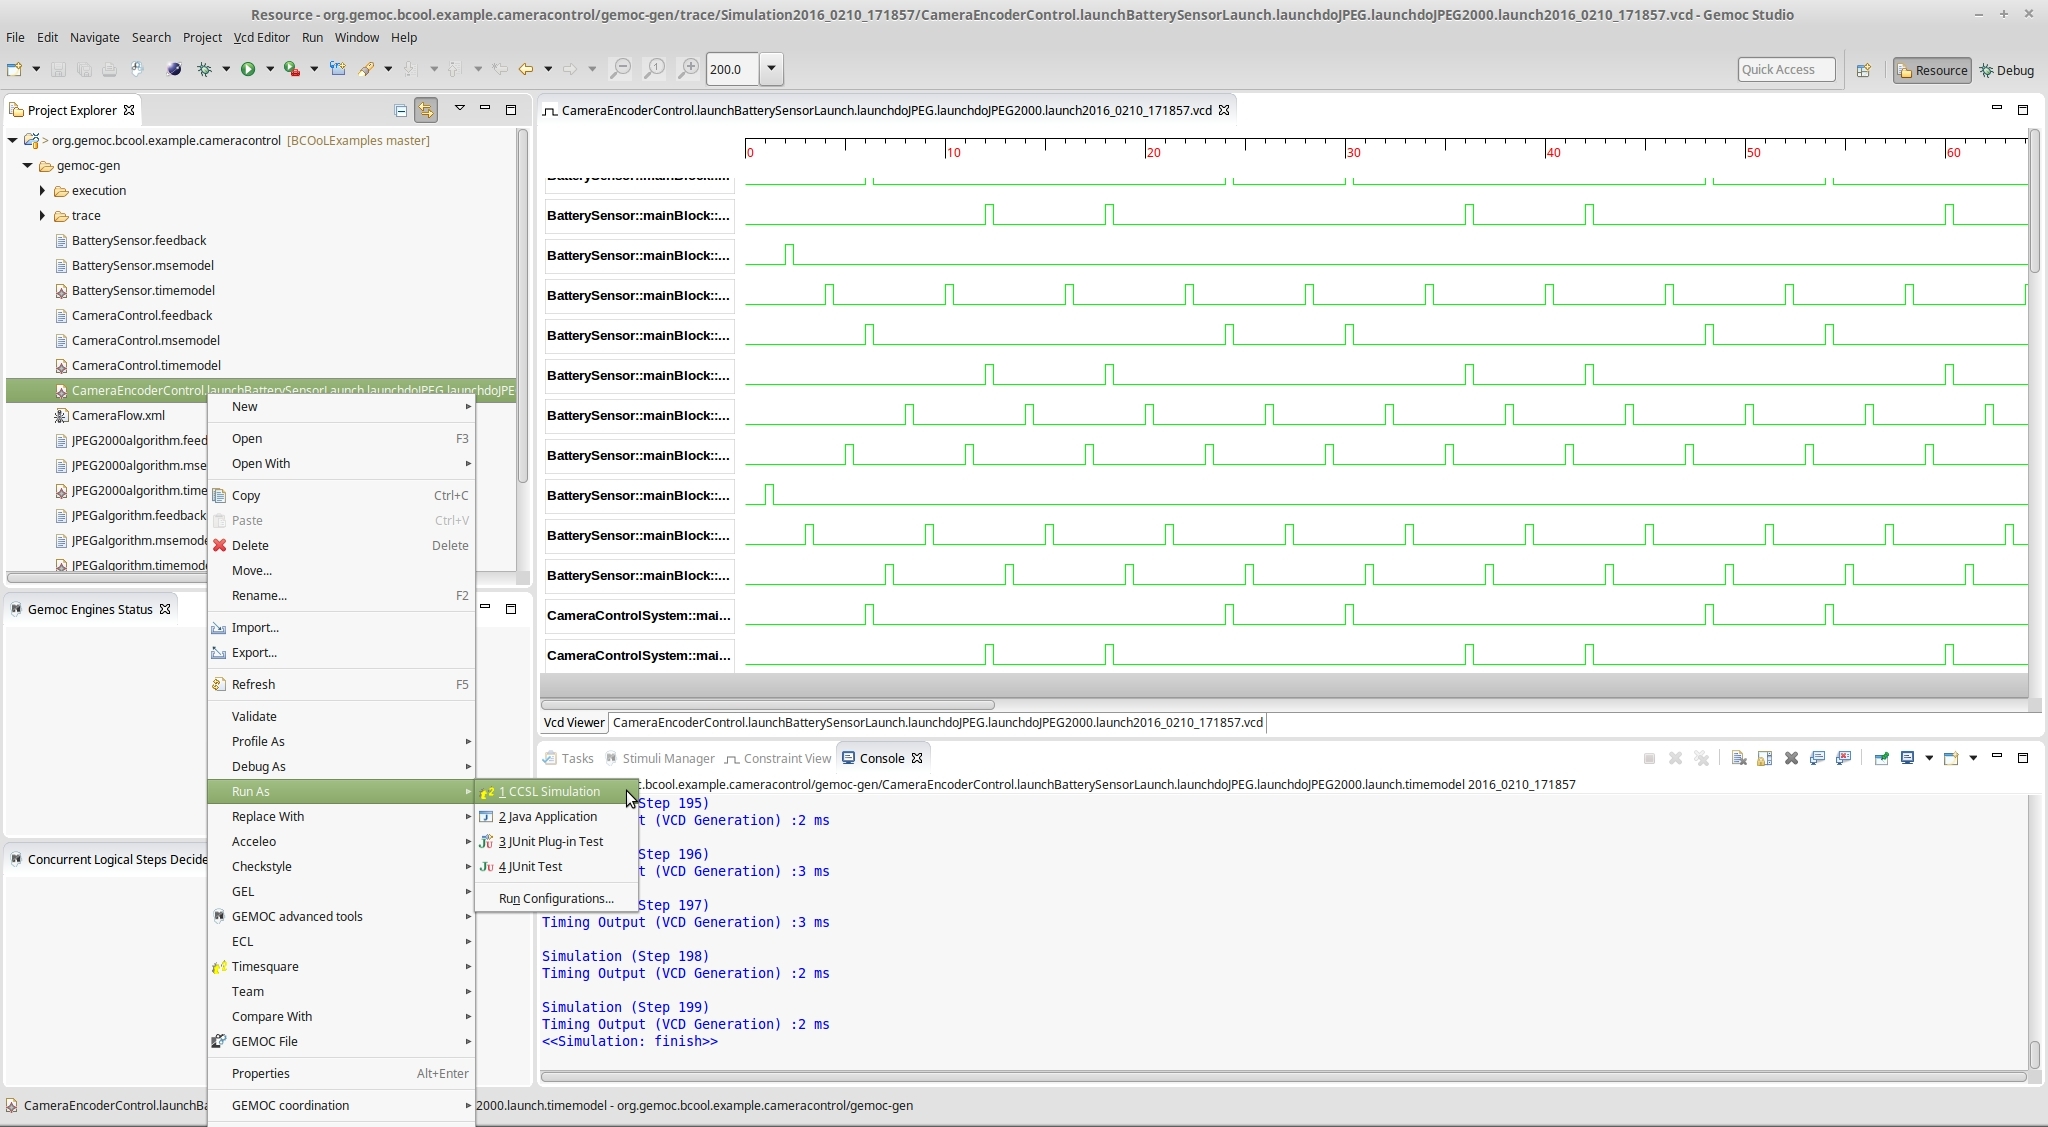 Resource - org.gemoc.bcool.example.cameracontrol/gemoc-gen/trace/Simulation2016_0210_171857/CameraEncoderControl.launchBatterySensorLaunch.launchdoJPEG.launchdoJPEG2000.launch2016_0210_171857.vcd - Gemoc Studio
File Edit Navigate Search Project Vcd Editor Run Window Help
200.0
Quick Access
Resource
Debug
Project Explorer
> org.gemoc.bcool.example.cameracontrol [BCOoLExamples master]
gemoc-gen
execution
trace
BatterySensor.feedback
BatterySensor.msemodel
BatterySensor.timemodel
CameraControl.feedback
CameraControl.msemodel
CameraControl.timemodel
CameraEncoderControl.launchBatterySensorLaunch.launchdoJPEG.launchdoJPE
CameraFlow.xml
JPEG2000algorithm.feed
JPEG2000algorithm.mse
JPEG2000algorithm.time
JPEGalgorithm.feedback
JPEGalgorithm.msemode
JPEGalgorithm.timemode
Gemoc Engines Status
Concurrent Logical Steps Decide
New
Open F3
Open With
Copy Ctrl+C
Paste Ctrl+V
Delete Delete
Move...
Rename... F2
Import...
Export...
Refresh F5
Validate
Profile As
Debug As
Run As
Replace With
Acceleo
Checkstyle
GEL
GEMOC advanced tools
ECL
Timesquare
Team
Compare With
GEMOC File
Properties Alt+Enter
GEMOC coordination
1 CCSL Simulation
2 Java Application
3 JUnit Plug-in Test
4 JUnit Test
Run Configurations...
CameraEncoderControl.launchBatterySensorLaunch.launchdoJPEG.launchdoJPEG2000.launch2016_0210_171857.vcd
0 10 20 30 40 50 60
BatterySensor::mainBlock::...
BatterySensor::mainBlock::...
BatterySensor::mainBlock::...
BatterySensor::mainBlock::...
BatterySensor::mainBlock::...
BatterySensor::mainBlock::...
BatterySensor::mainBlock::...
BatterySensor::mainBlock::...
BatterySensor::mainBlock::...
BatterySensor::mainBlock::...
BatterySensor::mainBlock::...
CameraControlSystem::mai...
CameraControlSystem::mai...
Vcd Viewer CameraEncoderControl.launchBatterySensorLaunch.launchdoJPEG.launchdoJPEG2000.launch2016_0210_171857.vcd
Tasks Stimuli Manager Constraint View Console
c.bcool.example.cameracontrol/gemoc-gen/CameraEncoderControl.launchBatterySensorLaunch.launchdoJPEG.launchdoJPEG2000.launch.timemodel 2016_0210_171857
Step 195)
t (VCD Generation) :2 ms
Step 196)
t (VCD Generation) :3 ms
Step 197)
Timing Output (VCD Generation) :3 ms
Simulation (Step 198)
Timing Output (VCD Generation) :2 ms
Simulation (Step 199)
Timing Output (VCD Generation) :2 ms
<<Simulation: finish>>
CameraEncoderControl.launchBa
2000.launch.timemodel - org.gemoc.bcool.example.cameracontrol/gemoc-gen